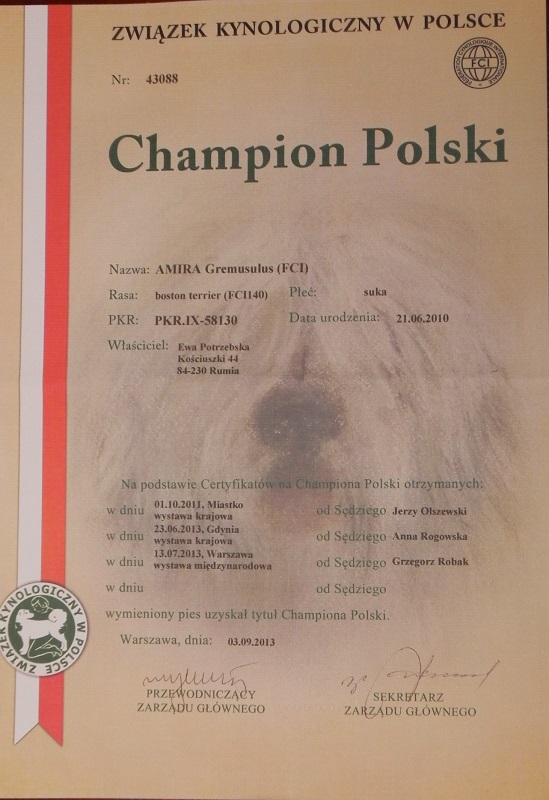 ZWIĄZEK KYNOLOGICZNY W POLSCE
FEDERATION CYNOLOGIQUE INTERNATIONALE
FCI
Nr: 43088
Champion Polski
Nazwa: AMIRA Gremusulus (FCI)
Rasa: boston terrier (FCI140) Płeć: suka
PKR: PKR.IX-58130 Data urodzenia: 21.06.2010
Właściciel: Ewa Potrzebska
Kościuszki 44
84-230 Rumia
Na podstawie Certyfikatów na Championa Polski otrzymanych:
w dniu 01.10.2011, Miastko
wystawa krajowa od Sędziego Jerzy Olszewski
w dniu 23.06.2013, Gdynia
wystawa krajowa od Sędziego Anna Rogowska
w dniu 13.07.2013, Warszawa
wystawa międzynarodowa od Sędziego Grzegorz Robak
w dniu od Sędziego
wymieniony pies uzyskał tytuł Championa Polski.
Warszawa, dnia: 03.09.2013
ZWIĄZEK KYNOLOGICZNY W POLSCE
PRZEWODNICZĄCY
ZARZĄDU GŁÓWNEGO
SEKRETARZ
ZARZĄDU GŁÓWNEGO